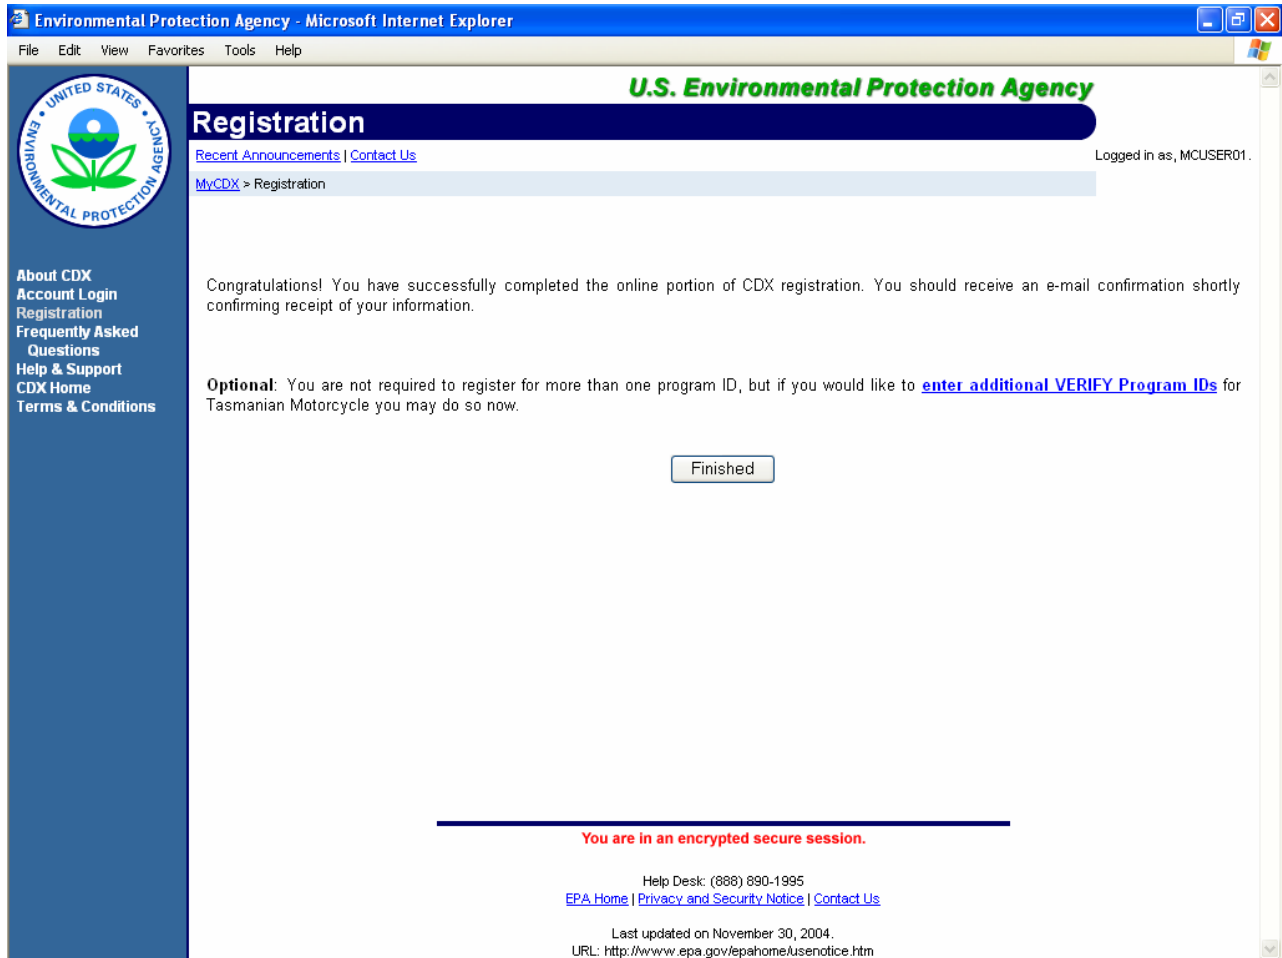 Environmental Protection Agency - Microsoft Internet Explorer
File Edit View Favorites Tools Help
UNITED STATES
ENVIRONMENTAL PROTECTION AGENCY
U.S. Environmental Protection Agency
Registration
Recent Announcements | Contact Us
Logged in as, MCUSER01.
MyCDX > Registration
About CDX
Account Login
Registration
Frequently Asked
Questions
Help & Support
CDX Home
Terms & Conditions
Congratulations! You have successfully completed the online portion of CDX registration. You should receive an e-mail confirmation shortly
confirming receipt of your information.
Optional: You are not required to register for more than one program ID, but if you would like to enter additional VERIFY Program IDs for
Tasmanian Motorcycle you may do so now.
Finished
You are in an encrypted secure session.
Help Desk: (888) 890-1995
EPA Home | Privacy and Security Notice | Contact Us
Last updated on November 30, 2004.
URL: http://www.epa.gov/epahome/usenotice.htm